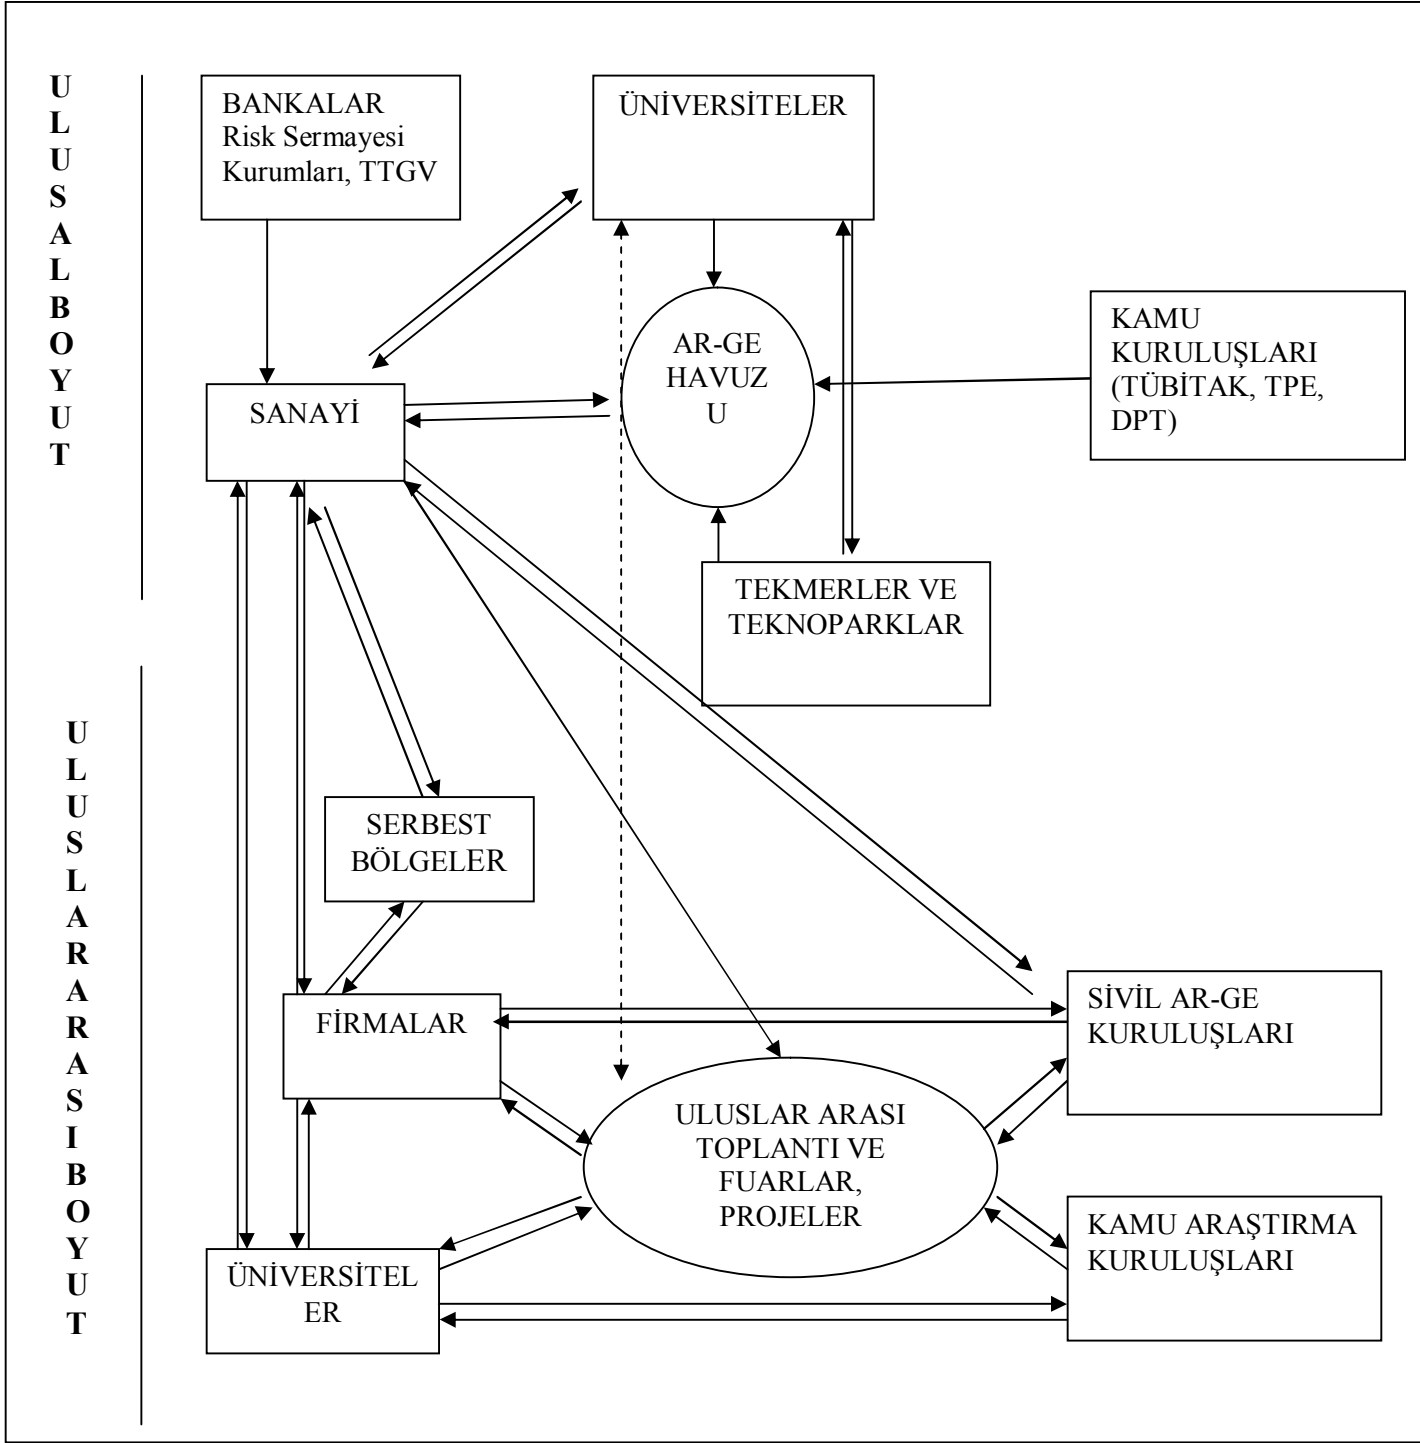 U
L
U
S
A
L
B
O
Y
U
T
BANKALAR
Risk Sermayesi
Kurumları, TTGV
ÜNİVERSİTELER
AR-GE
HAVUZ
U
KAMU
KURULUŞLARI
(TÜBİTAK, TPE,
DPT)
SANAYİ
TEKMERLER VE
TEKNOPARKLAR
U
L
U
S
L
A
R
A
R
A
S
I
B
O
Y
U
T
SERBEST
BÖLGELER
FİRMALAR
SİVİL AR-GE
KURULUŞLARI
ULUSLAR ARASI
TOPLANTI VE
FUARLAR,
PROJELER
KAMU ARAŞTIRMA
KURULUŞLARI
ÜNİVERSİTEL
ER